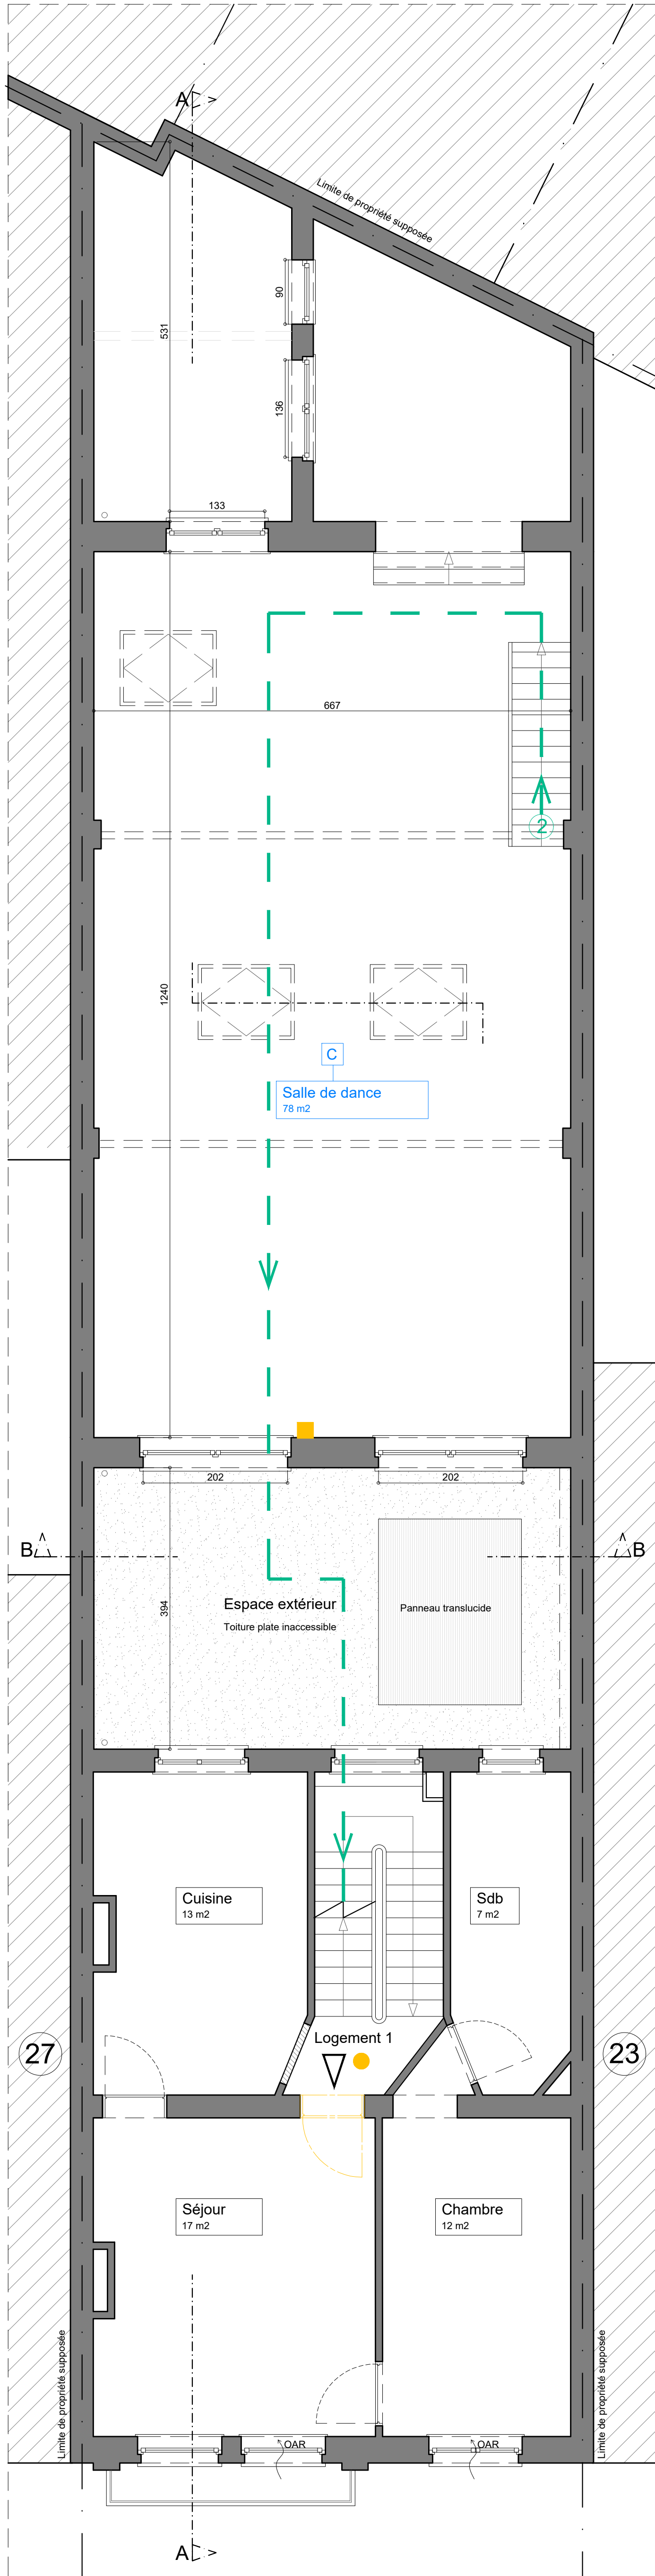 A
Limite de propriété supposée
90
531
136
133
667
2
1240
C
Salle de dance
78 m2
202
202
B
B
394
Espace extérieur
Toiture plate inaccessible
Panneau translucide
Cuisine
13 m2
Sdb
7 m2
27
Logement 1
23
Séjour
17 m2
Chambre
12 m2
Limite de propriété supposée
Limite de propriété supposée
OAR
OAR
A